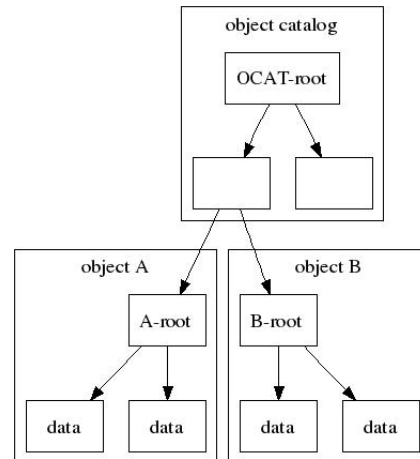 object catalog
OCAT-root
object A
object B
A-root
B-root
data
data
data
data